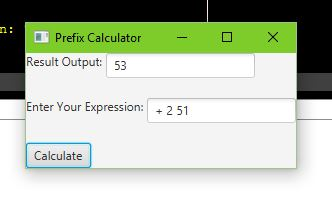 n:
Prefix Calculator
Result Output: 53
Enter Your Expression: + 2 51
Calculate